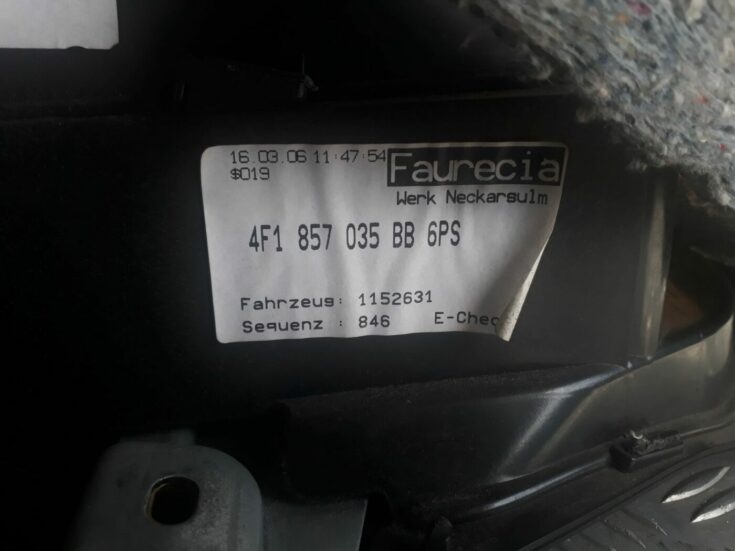 16.03.06 11:47:54 Faurecia
$019
Werk Neckarsulm
4F1 857 035 BB 6PS
Fahrzeug: 1152631
Sequenz : 846 E-Chec